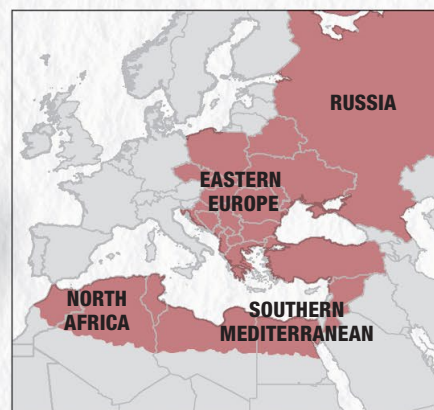 RUSSIA
EASTERN
EUROPE
NORTH
AFRICA
SOUTHERN
MEDITERRANEAN